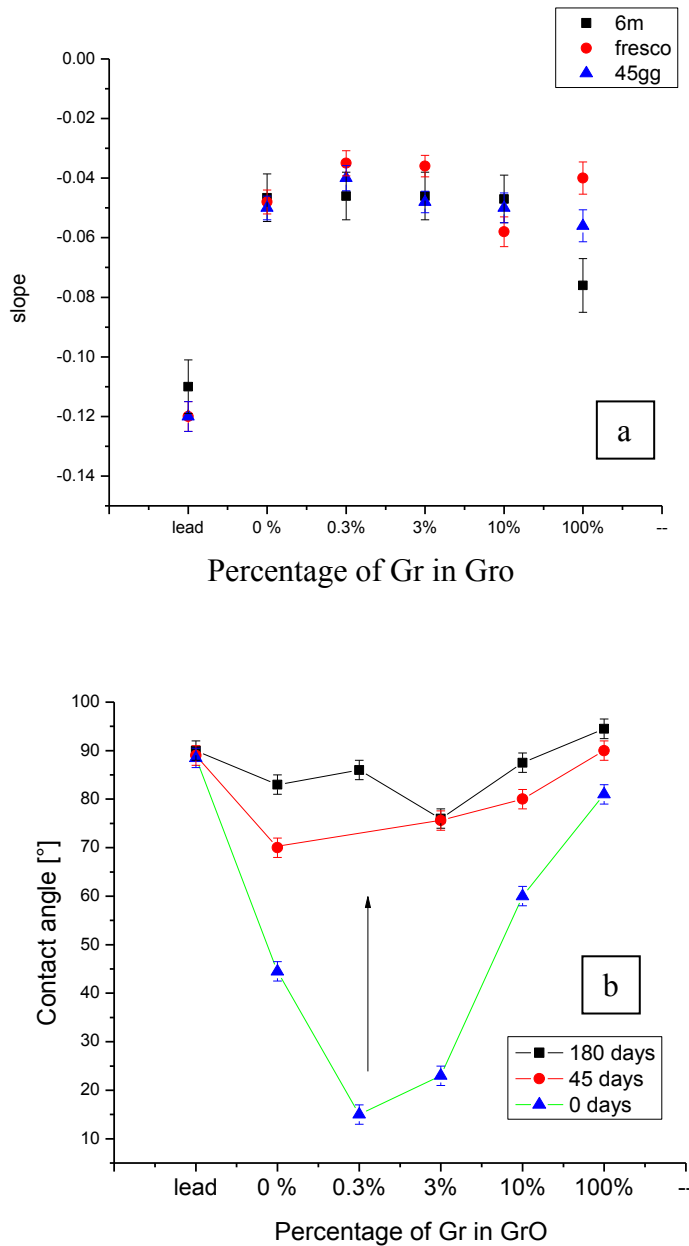 6m
fresco
45gg
0.00
-0.02
-0.04
-0.06
-0.08
-0.10
-0.12
-0.14
slope
a
lead 0 % 0.3% 3% 10% 100% --
Percentage of Gr in Gro
100
90
80
70
60
50
40
30
20
10
Contact angle [°]
b
180 days
45 days
0 days
lead 0 % 0.3% 3% 10% 100% --
Percentage of Gr in GrO